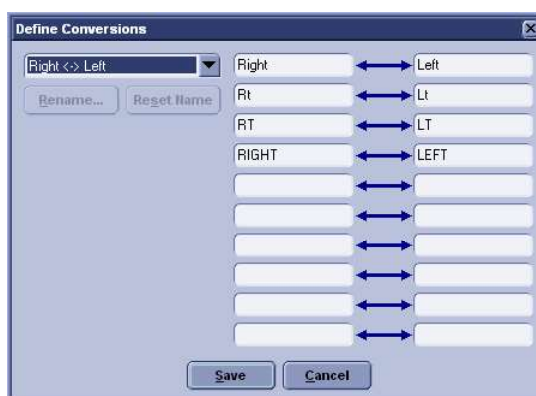 Define Conversions
Right <-> Left
Rename...
Reset Name
Right
Left
Rt
Lt
RT
LT
RIGHT
LEFT
Save
Cancel